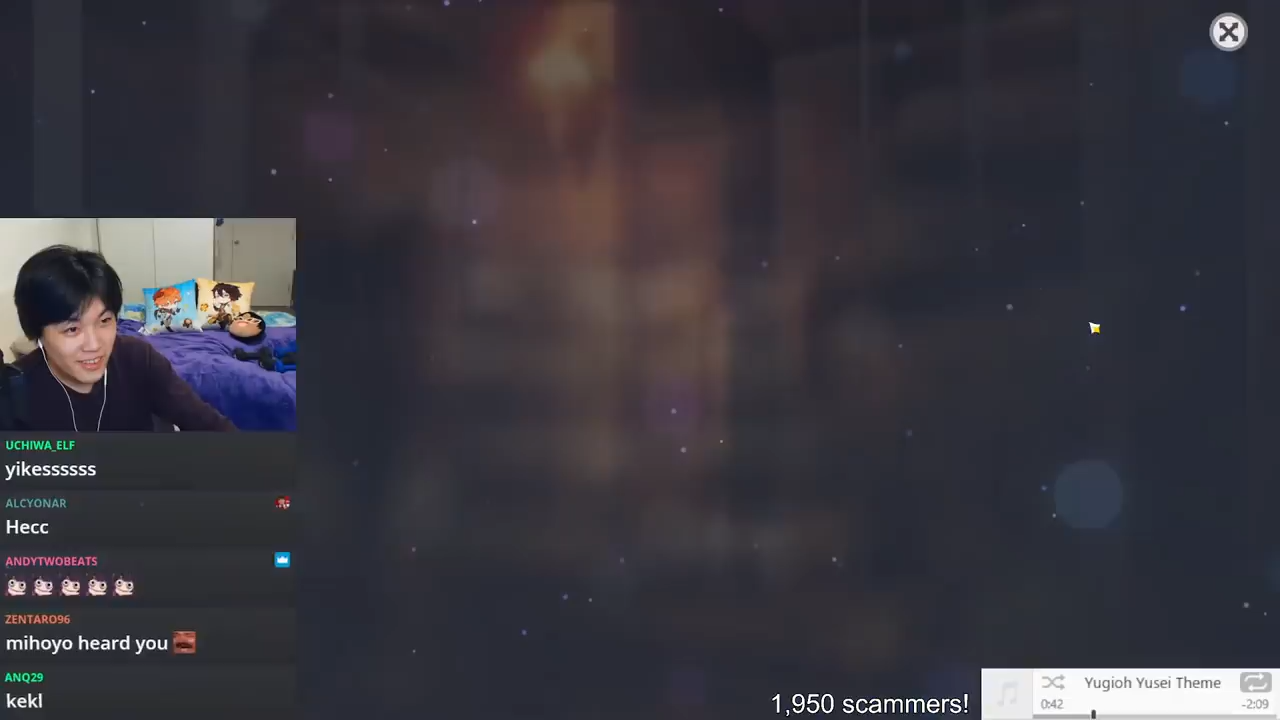 UCHIWA_ELF
yikessssss
ALCYONAR
Hecc
ANDYTWOBEATS
ZENTARO96
mihoyo heard you
ANQ29
kekl
1,950 scammers!
Yugioh Yusei Theme
0:42
-2:09